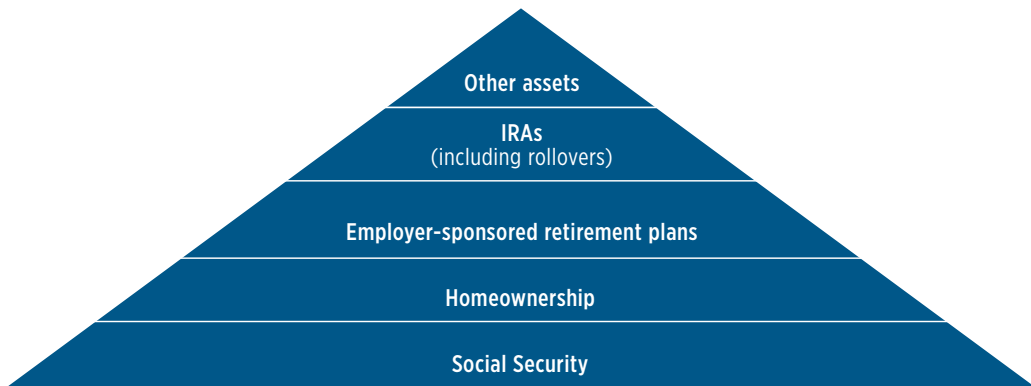 Other assets
IRAs
(including rollovers)
Employer-sponsored retirement plans
Homeownership
Social Security